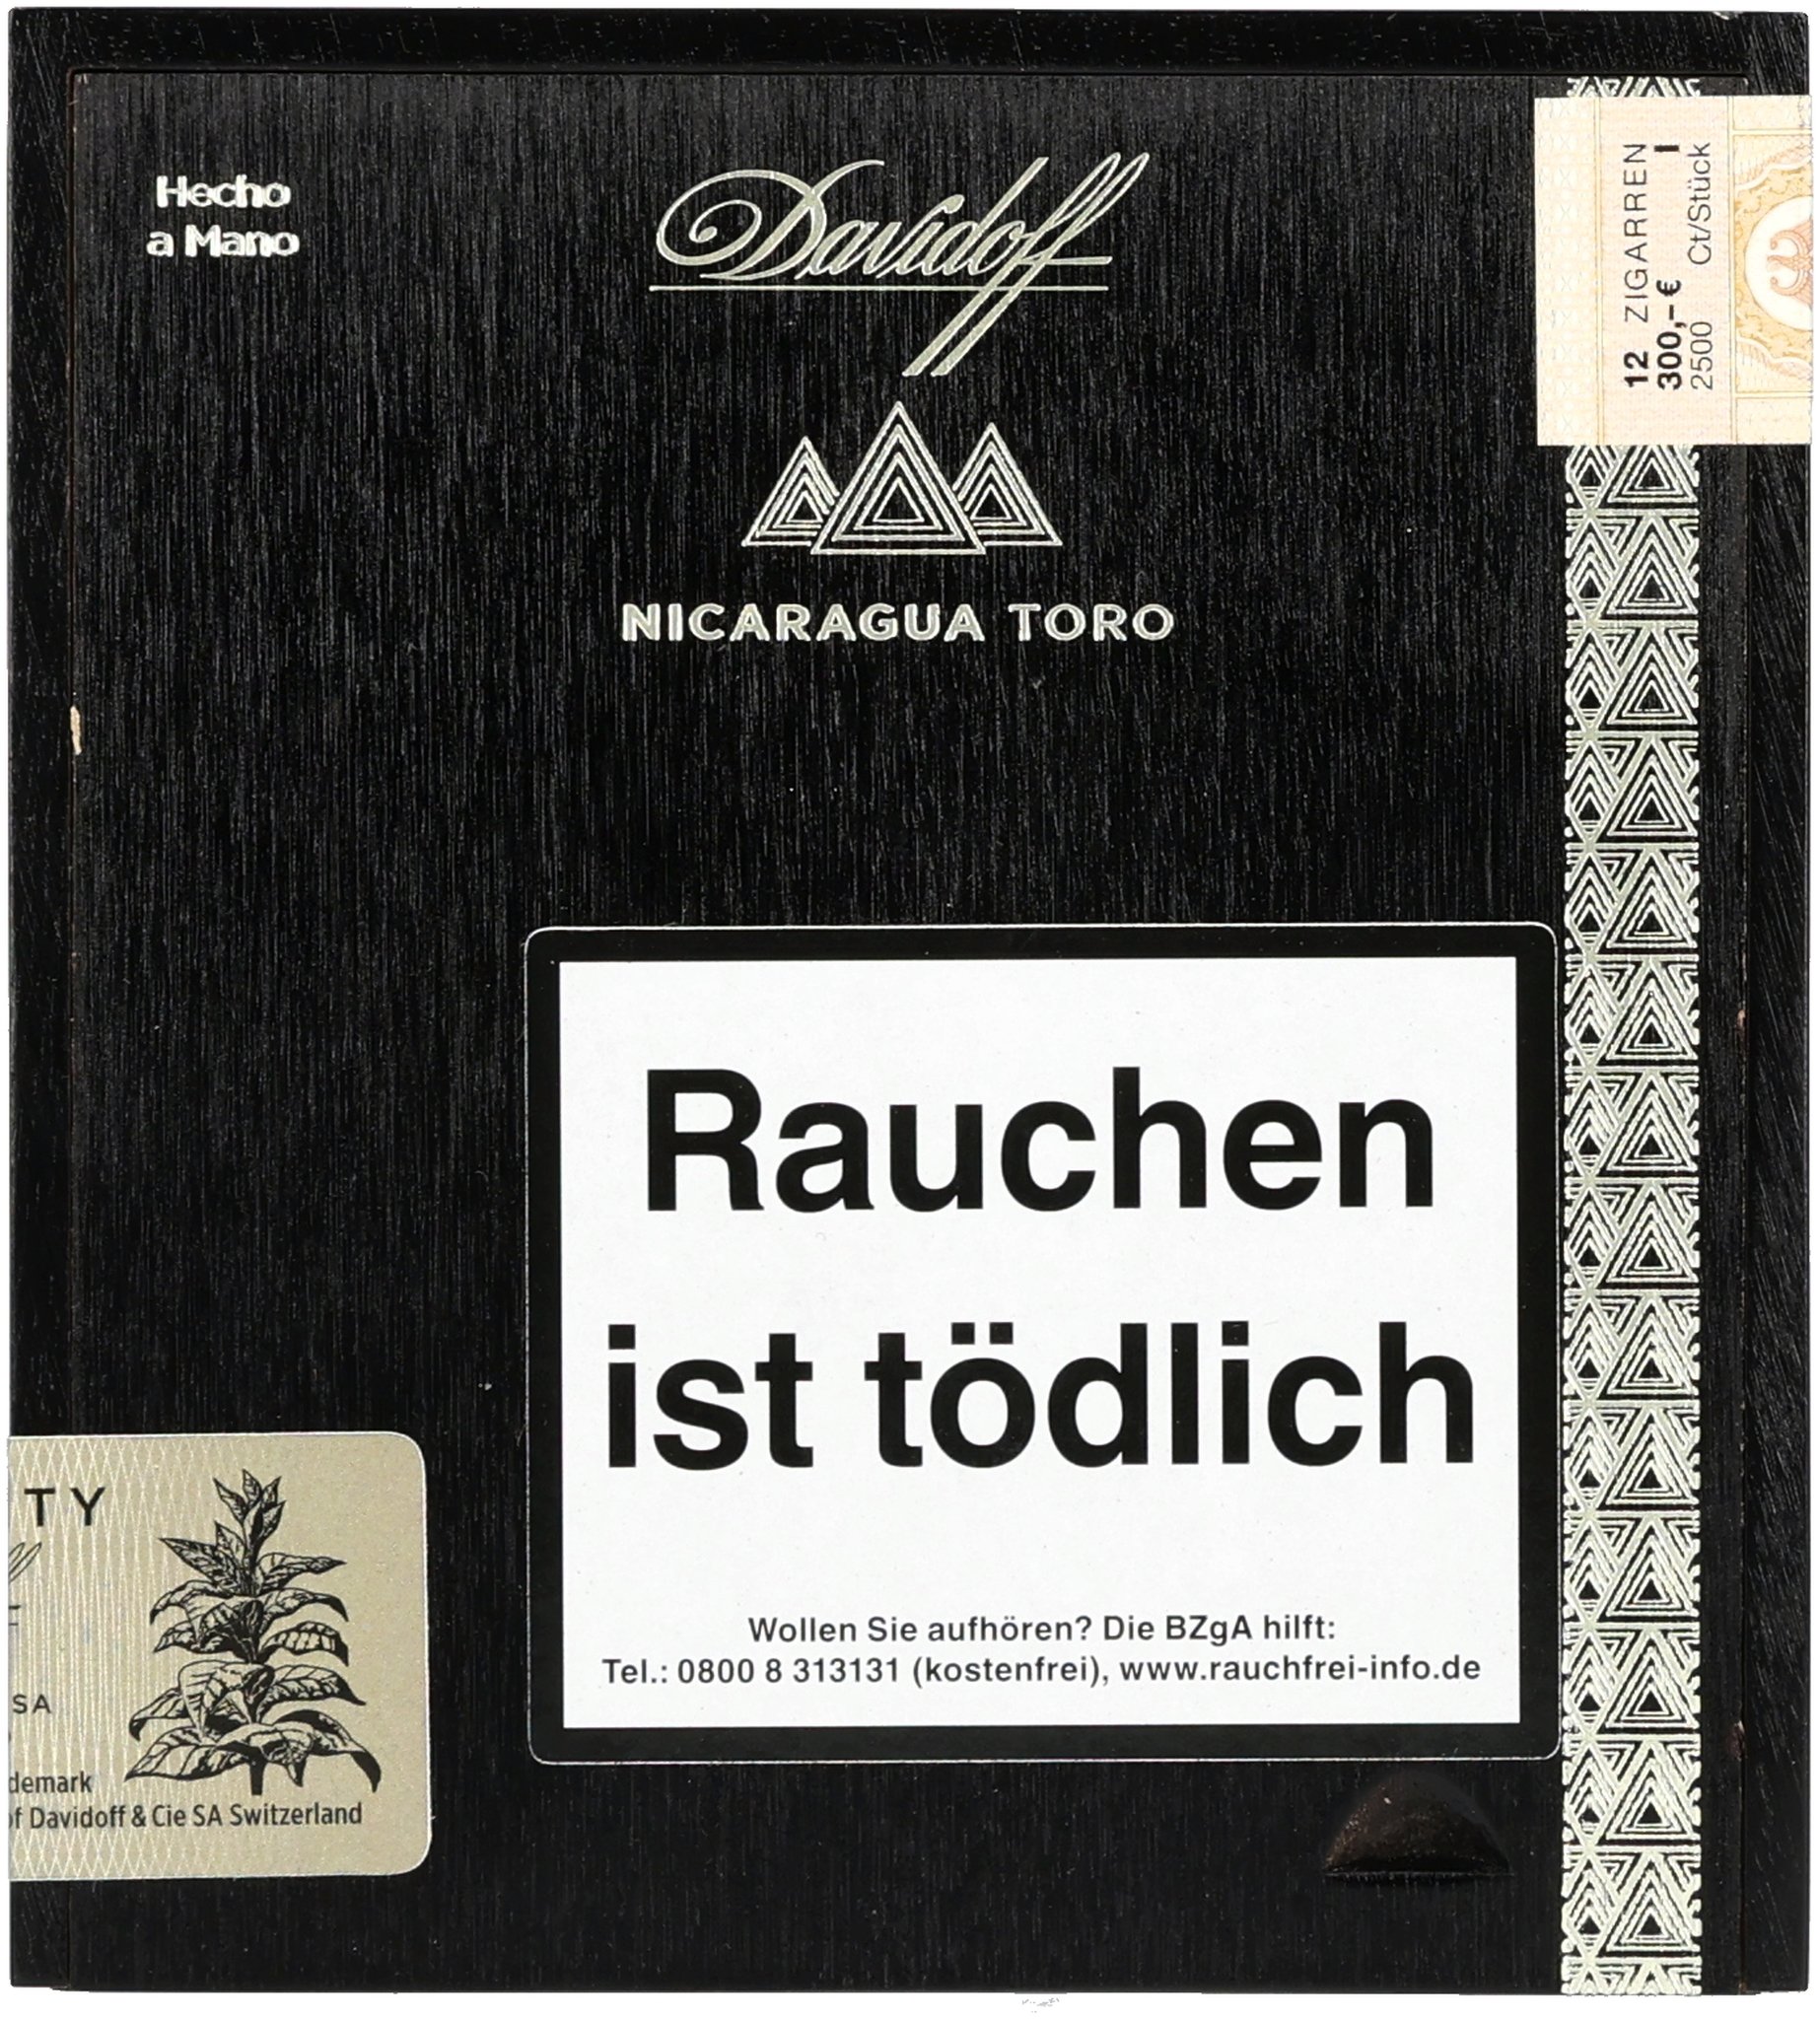 Hecho
a Mano
Davidoff
NICARAGUA TORO
12 ZIGARREN I
300,- €
2500 Ct/Stück
Rauchen
ist tödlich
Wollen Sie aufhören? Die BZgA hilft:
Tel.: 0800 8 313131 (kostenfrei), www.rauchfrei-info.de
TY
SA
demark
of Davidoff & Cie SA Switzerland